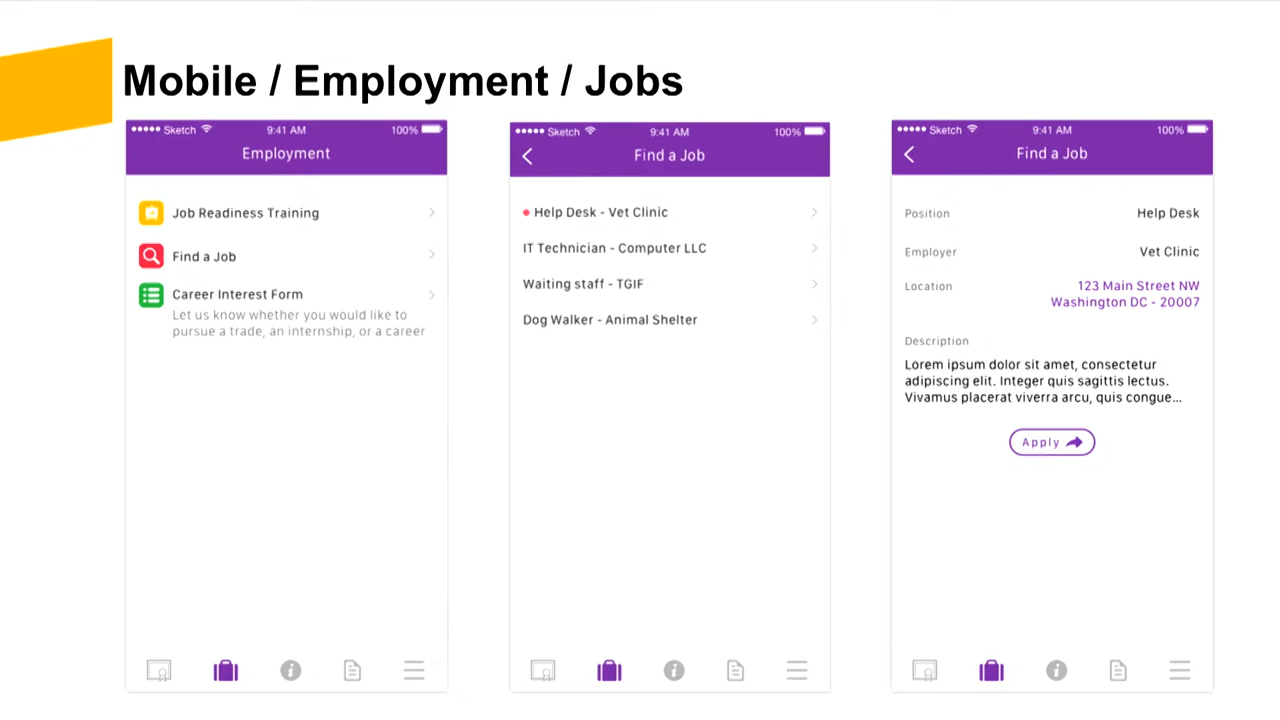 Mobile / Employment / Jobs
Sketch 9:41 AM 100%
Employment
Job Readiness Training
Find a Job
Career Interest Form
Let us know whether you would like to
pursue a trade, an internship, or a career
Sketch 9:41 AM 100%
Find a Job
Help Desk - Vet Clinic
IT Technician - Computer LLC
Waiting staff - TGIF
Dog Walker - Animal Shelter
Sketch 9:41 AM 100%
Find a Job
Position Help Desk
Employer Vet Clinic
Location 123 Main Street NW
Washington DC - 20007
Description
Lorem ipsum dolor sit amet, consectetur
adipiscing elit. Integer quis sagittis lectus.
Vivamus placerat viverra arcu, quis congue...
Apply